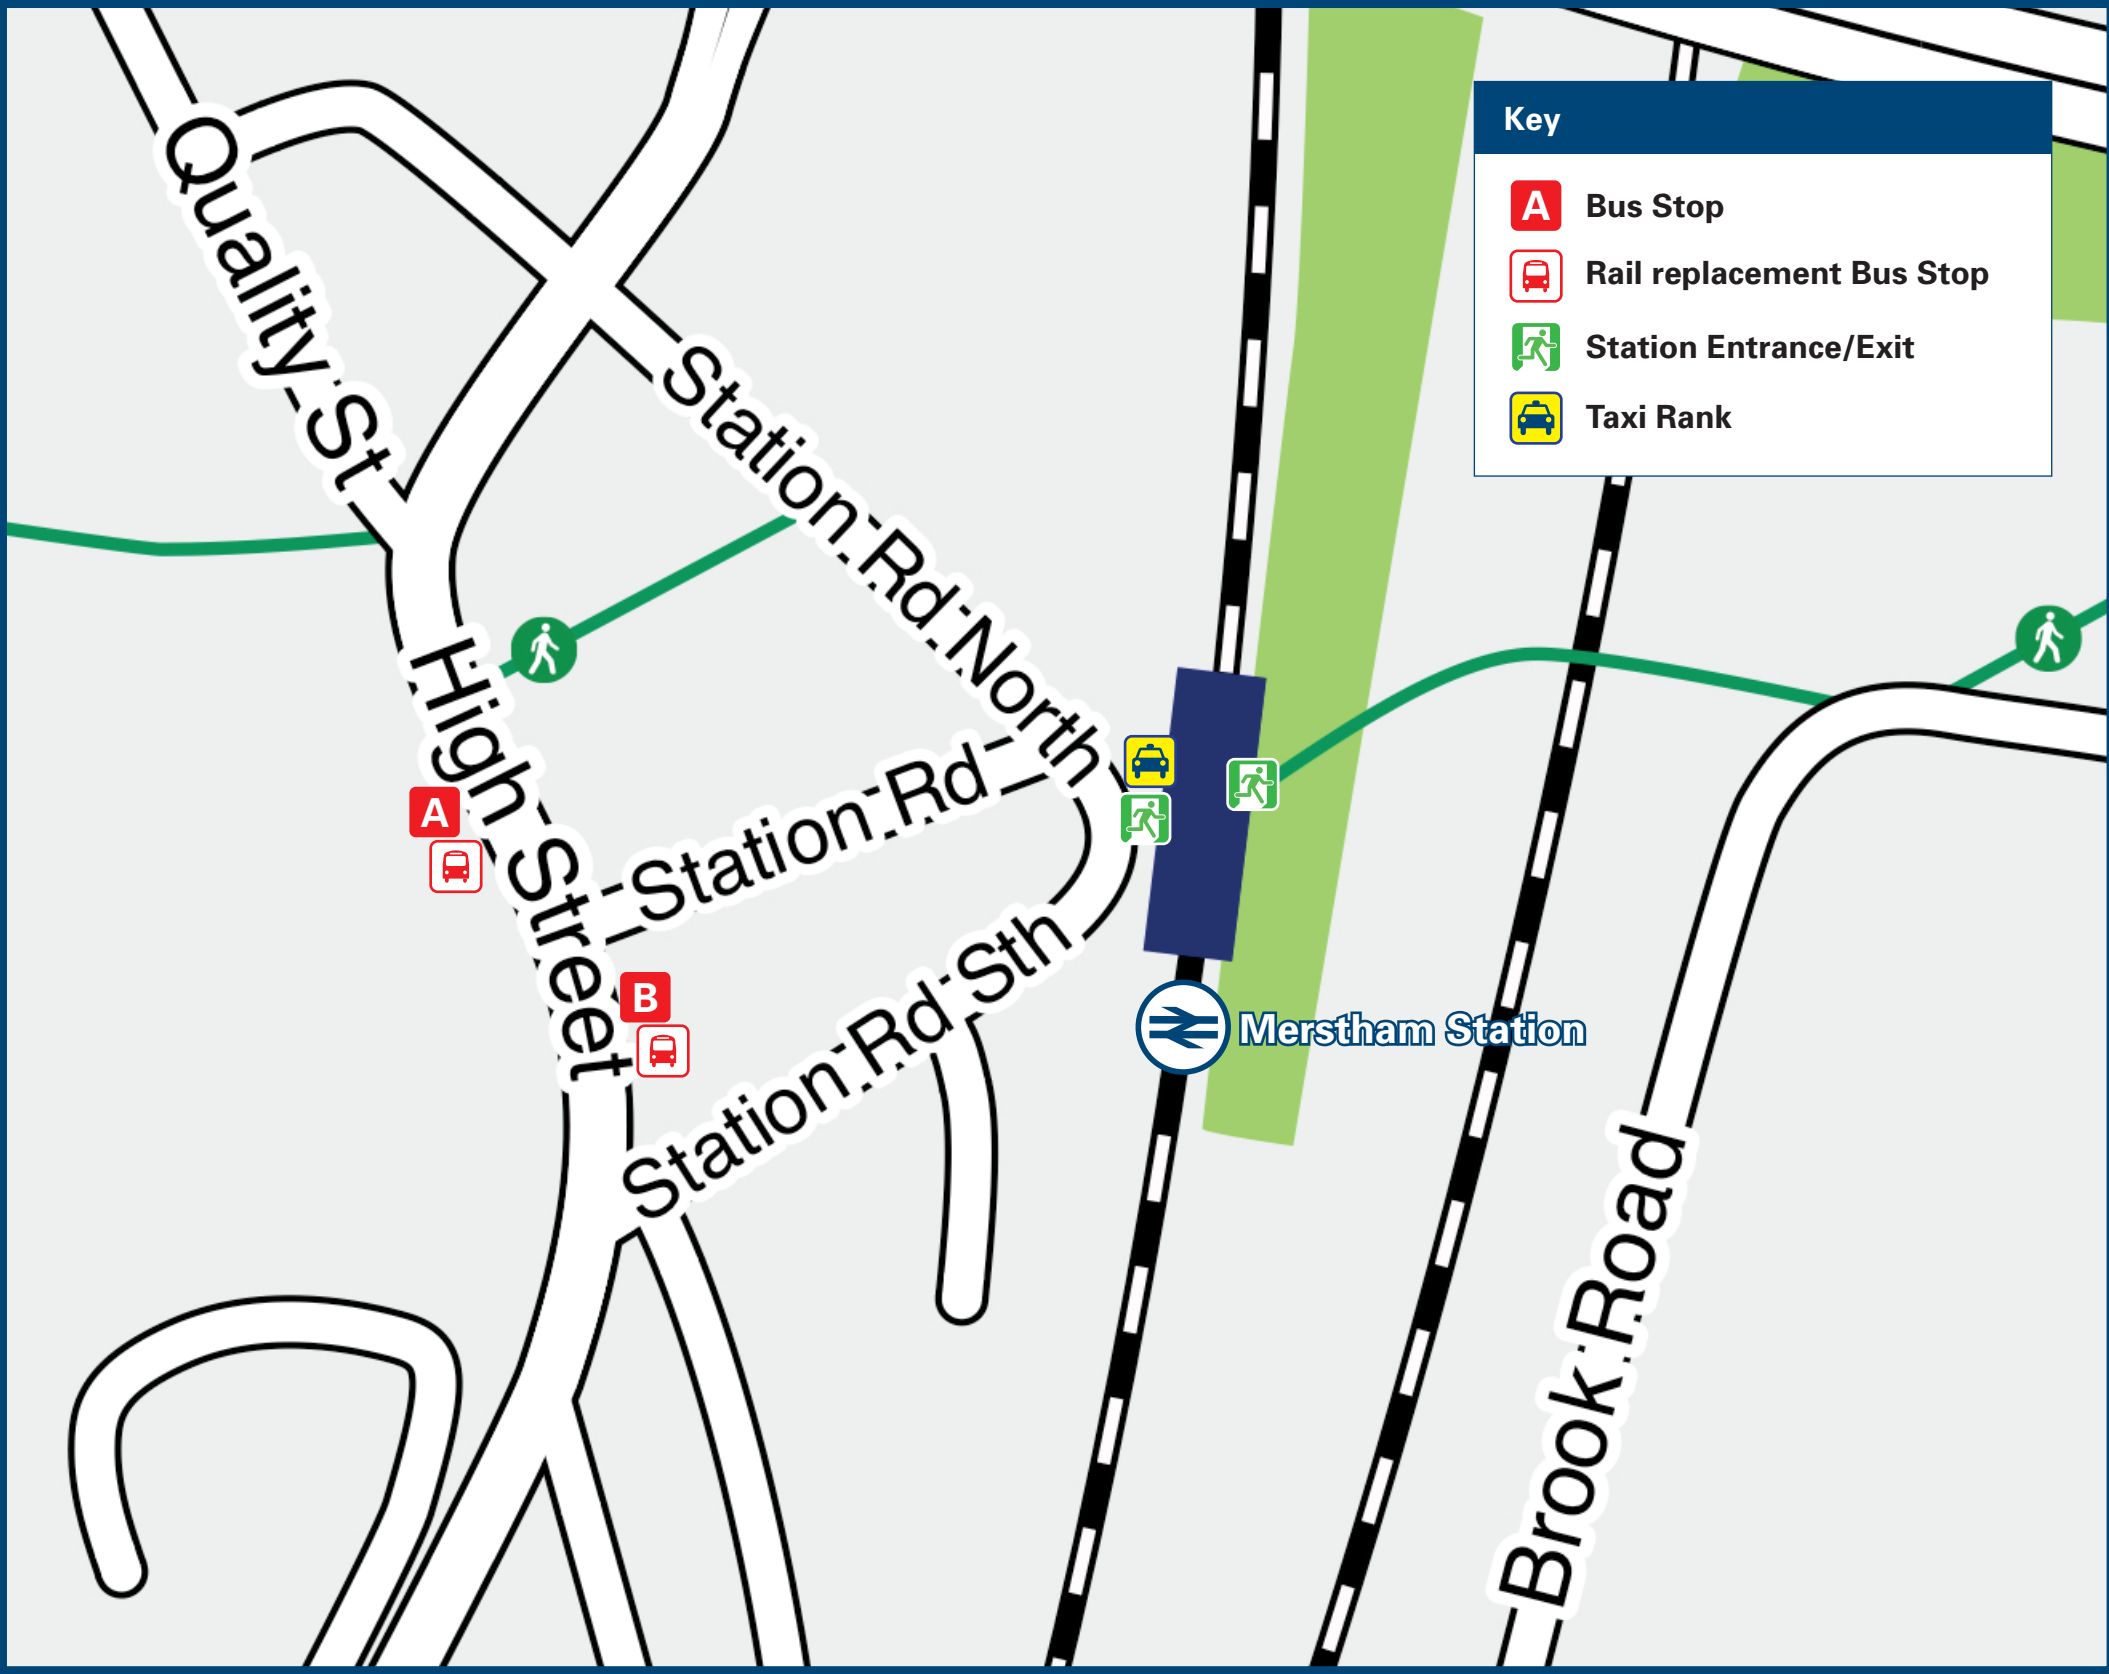 Key
A Bus Stop
Rail replacement Bus Stop
Station Entrance/Exit
Taxi Rank
Quality St
Station Rd North
High Street
Station Rd
A
Station Rd Sth
B
Merstham Station
Brook Road